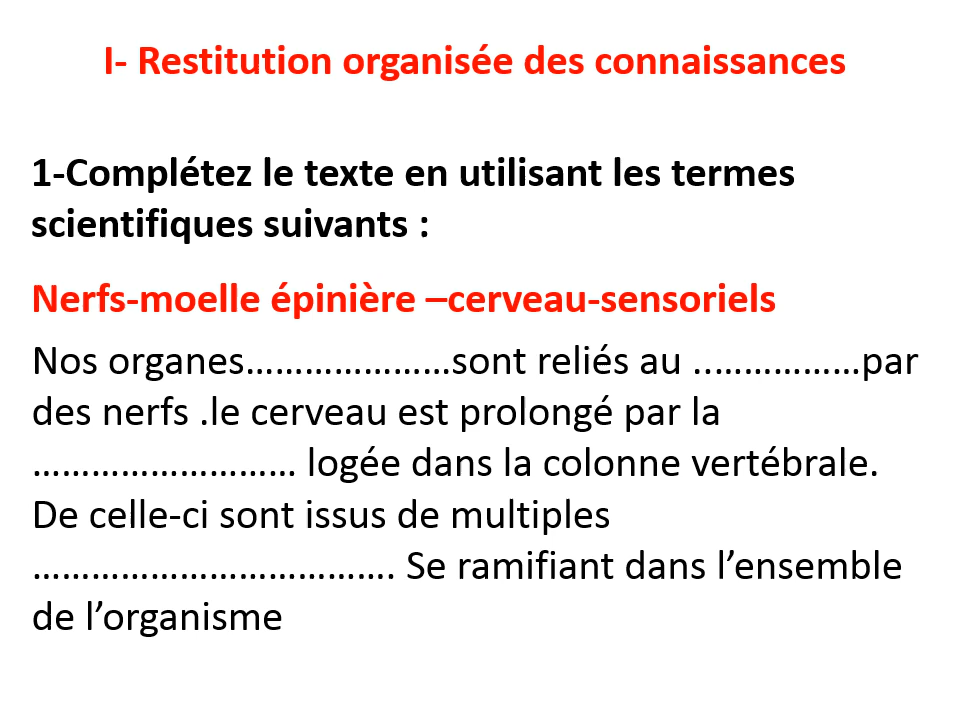 I- Restitution organisée des connaissances
1-Complétez le texte en utilisant les termes
scientifiques suivants :
Nerfs-moelle épinière –cerveau-sensoriels
Nos organes…………………sont reliés au ..……………par
des nerfs .le cerveau est prolongé par la
……………………… logée dans la colonne vertébrale.
De celle-ci sont issus de multiples
………………………………. Se ramifiant dans l’ensemble
de l’organisme